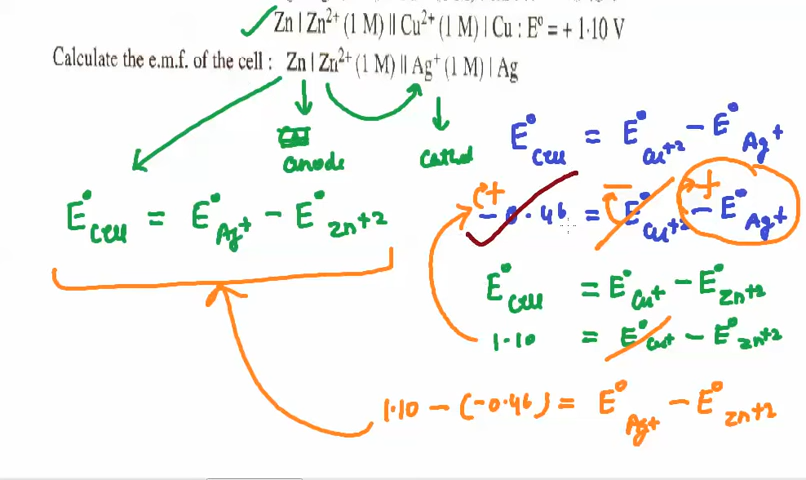 Zn | Zn²⁺ (1 M) || Cu²⁺ (1 M) | Cu : E° = + 1·10 V
Calculate the e.m.f. of the cell : Zn | Zn²⁺ (1 M) || Ag⁺ (1 M) | Ag
anode
cathod
E°cell = E°Cu+2 − E°Ag+
E°cell = E°Ag+ − E°Zn+2
+ − +
−0.46 = E°Cu+2 − E°Ag+
E°cell = E°Cu+ − E°Zn+2
1.10 = E°Cu+ − E°Zn+2
1.10 − (−0.46) = E°Ag+ − E°Zn+2